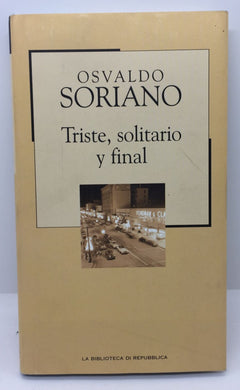 OSVALDO
SORIANO
Triste, solitario
y final
LA BIBLIOTECA DI REPUBBLICA